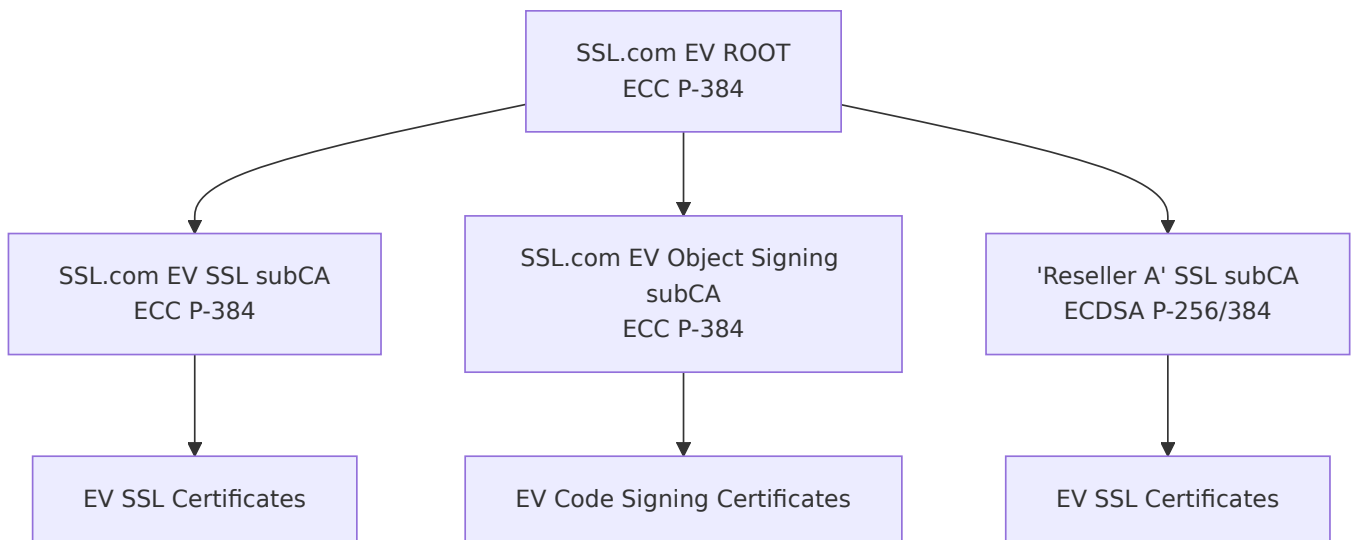 SSL.com EV ROOT
ECC P-384
SSL.com EV SSL subCA
ECC P-384
SSL.com EV Object Signing
subCA
ECC P-384
'Reseller A' SSL subCA
ECDSA P-256/384
EV SSL Certificates
EV Code Signing Certificates
EV SSL Certificates